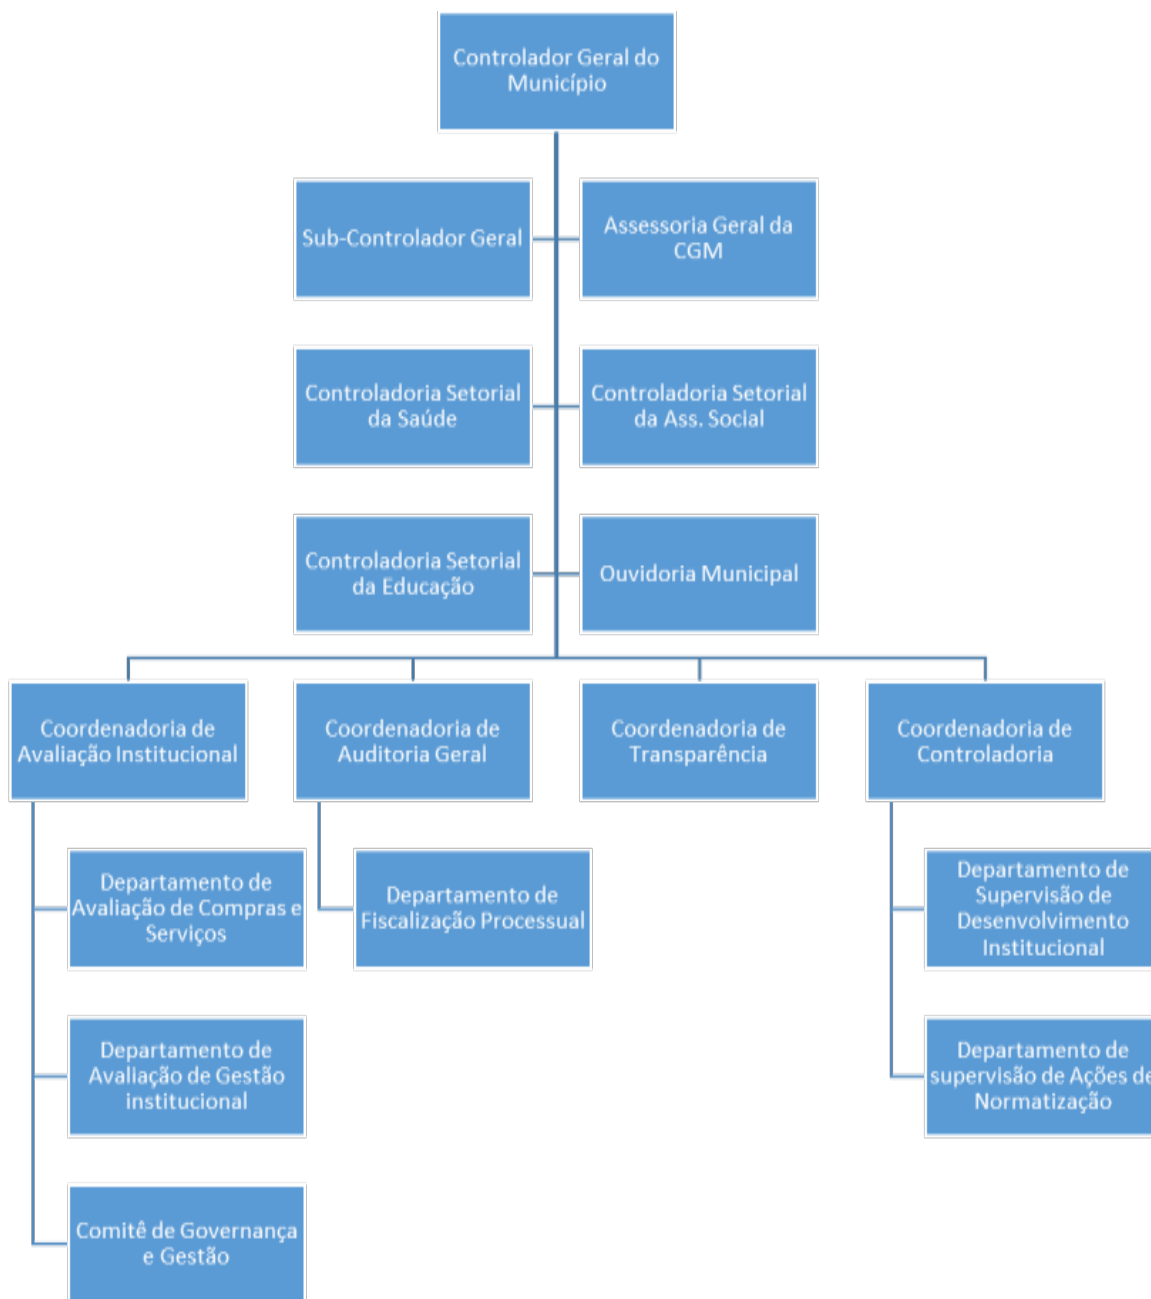 Controlador Geral do
Município
Sub-Controlador Geral
Assessoria Geral da
CGM
Controladoria Setorial
da Saúde
Controladoria Setorial
da Ass. Social
Controladoria Setorial
da Educação
Ouvidoria Municipal
Coordenadoria de
Avaliação Institucional
Coordenadoria de
Auditoria Geral
Coordenadoria de
Transparência
Coordenadoria de
Controladoria
Departamento de
Avaliação de Compras e
Serviços
Departamento de
Fiscalização Processual
Departamento de
Supervisão de
Desenvolvimento
Institucional
Departamento de
Avaliação de Gestão
institucional
Departamento de
supervisão de Ações de
Normatização
Comitê de Governança
e Gestão